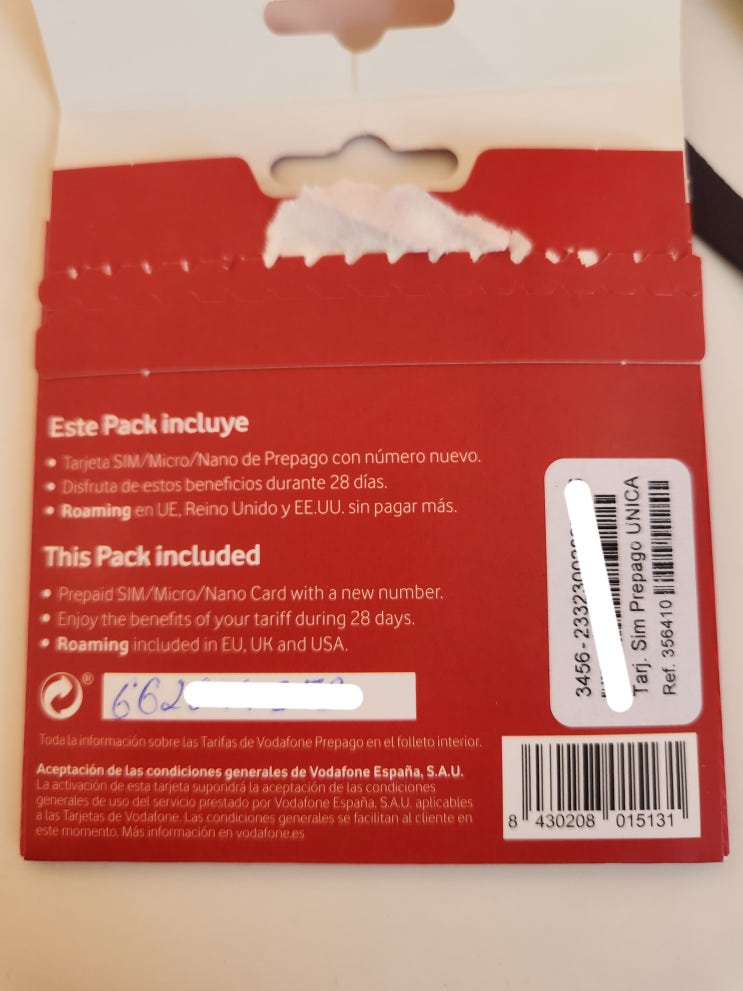 Este Pack incluye
• Tarjeta SIM/Micro/Nano de Prepago con número nuevo.
• Disfruta de estos beneficios durante 28 días.
• Roaming en UE, Reino Unido y EE.UU. sin pagar más.
This Pack included
• Prepaid SIM/Micro/Nano Card with a new number.
• Enjoy the benefits of your tariff during 28 days.
• Roaming included in EU, UK and USA.
®
662
Toda la información sobre las Tarifas de Vodafone Prepago en el folleto interior.
Aceptación de las condiciones generales de Vodafone España, S.A.U.
La activación de esta tarjeta supondrá la aceptación de las condiciones
generales de uso del servicio prestado por Vodafone España, S.A.U. aplicables
a las Tarjetas de Vodafone. Las condiciones generales se facilitan al cliente en
este momento. Más información en vodafone.es
3456 - 2332300
Tarj. Sim Prepago UNICA
Ref. 356410
8 430208 015131